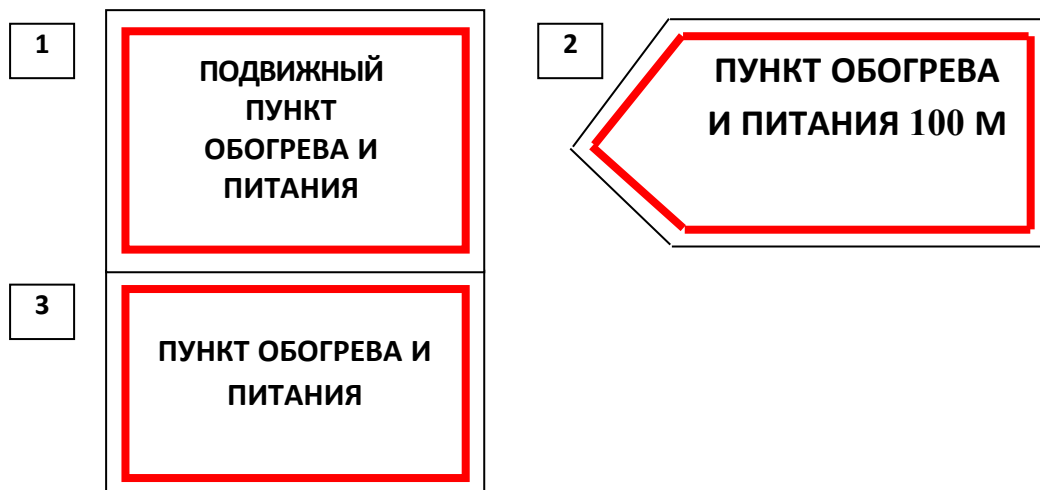 1
ПОДВИЖНЫЙ
ПУНКТ
ОБОГРЕВА И
ПИТАНИЯ
2
ПУНКТ ОБОГРЕВА
И ПИТАНИЯ 100 М
3
ПУНКТ ОБОГРЕВА И
ПИТАНИЯ